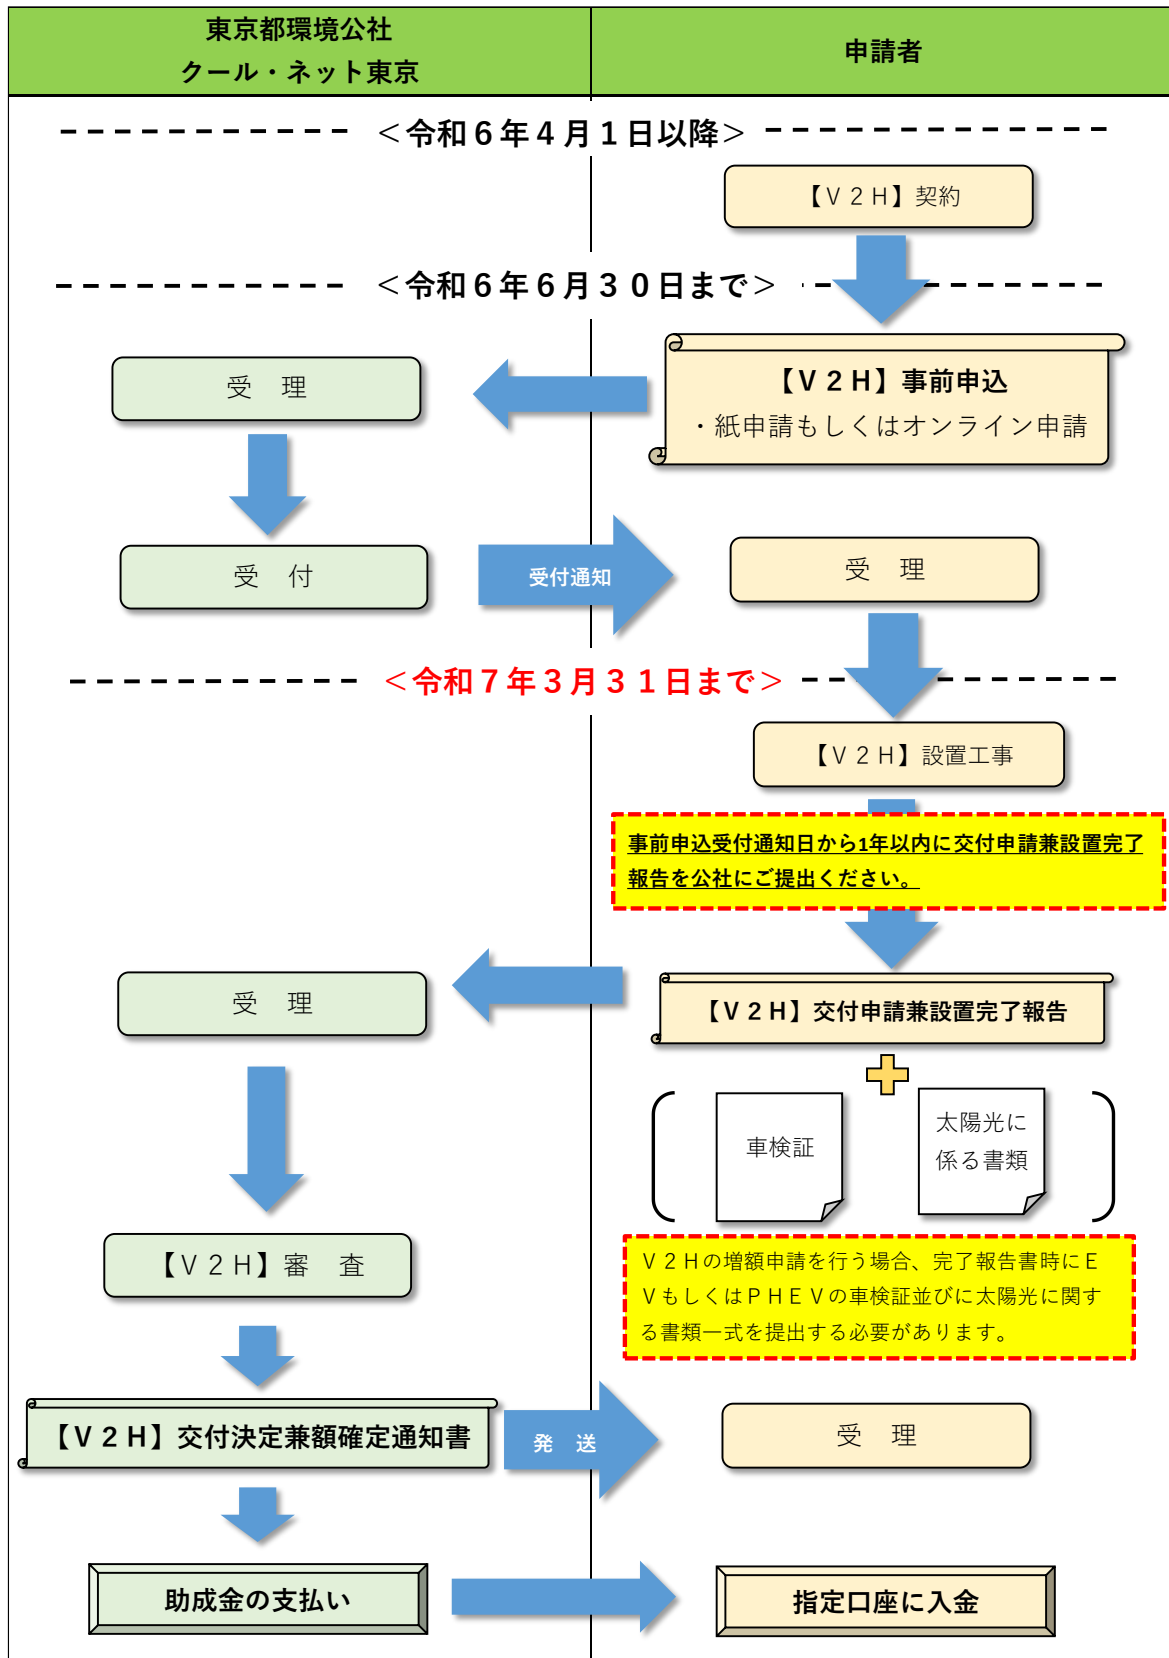 東京都環境公社
クール・ネット東京
申請者
＜令和６年４月１日以降＞
【Ｖ２Ｈ】契約
＜令和６年６月３０日まで＞
【Ｖ２Ｈ】事前申込
・紙申請もしくはオンライン申請
受　理
受　付
受付通知
受　理
＜令和７年３月３１日まで＞
【Ｖ２Ｈ】設置工事
事前申込受付通知日から1年以内に交付申請兼設置完了
報告を公社にご提出ください。
【Ｖ２Ｈ】交付申請兼設置完了報告
受　理
車検証
太陽光に
係る書類
【Ｖ２Ｈ】審　査
Ｖ２Ｈの増額申請を行う場合、完了報告書時にＥ
ＶもしくはＰＨＥＶの車検証並びに太陽光に関す
る書類一式を提出する必要があります。
【Ｖ２Ｈ】交付決定兼額確定通知書
発　送
受　理
助成金の支払い
指定口座に入金